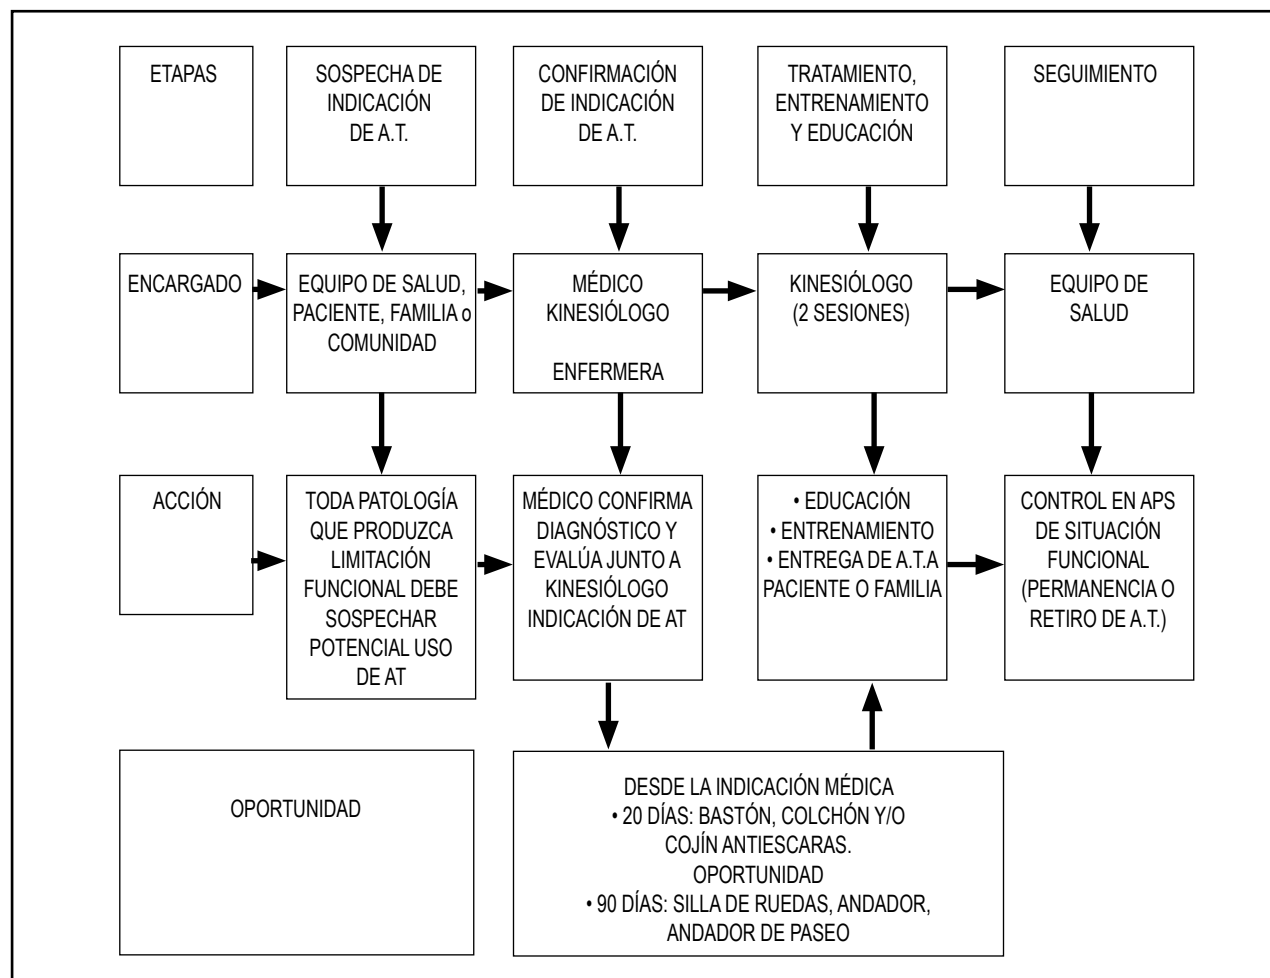 ETAPAS
SOSPECHA DE
INDICACIÓN
DE A.T.
CONFIRMACIÓN
DE INDICACIÓN
DE A.T.
TRATAMIENTO,
ENTRENAMIENTO
Y EDUCACIÓN
SEGUIMIENTO
ENCARGADO
EQUIPO DE SALUD,
PACIENTE, FAMILIA o
COMUNIDAD
MÉDICO
KINESIÓLOGO
ENFERMERA
KINESIÓLOGO
(2 SESIONES)
EQUIPO DE
SALUD
ACCIÓN
TODA PATOLOGÍA
QUE PRODUZCA
LIMITACIÓN
FUNCIONAL DEBE
SOSPECHAR
POTENCIAL USO
DE AT
MÉDICO CONFIRMA
DIAGNÓSTICO Y
EVALÚA JUNTO A
KINESIÓLOGO
INDICACIÓN DE AT
• EDUCACIÓN
• ENTRENAMIENTO
• ENTREGA DE A.T.A
PACIENTE O FAMILIA
CONTROL EN APS
DE SITUACIÓN
FUNCIONAL
(PERMANENCIA O
RETIRO DE A.T.)
OPORTUNIDAD
DESDE LA INDICACIÓN MÉDICA
• 20 DÍAS: BASTÓN, COLCHÓN Y/O
COJÍN ANTIESCARAS.
OPORTUNIDAD
• 90 DÍAS: SILLA DE RUEDAS, ANDADOR,
ANDADOR DE PASEO